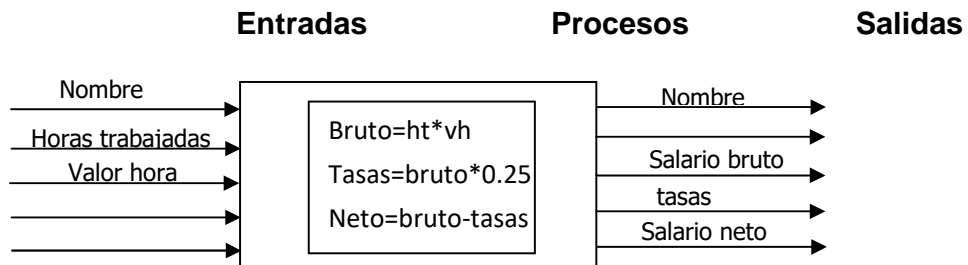 Entradas Procesos Salidas
Nombre
Horas trabajadas
Valor hora
Bruto=ht*vh
Tasas=bruto*0.25
Neto=bruto-tasas
Nombre
Salario bruto
tasas
Salario neto